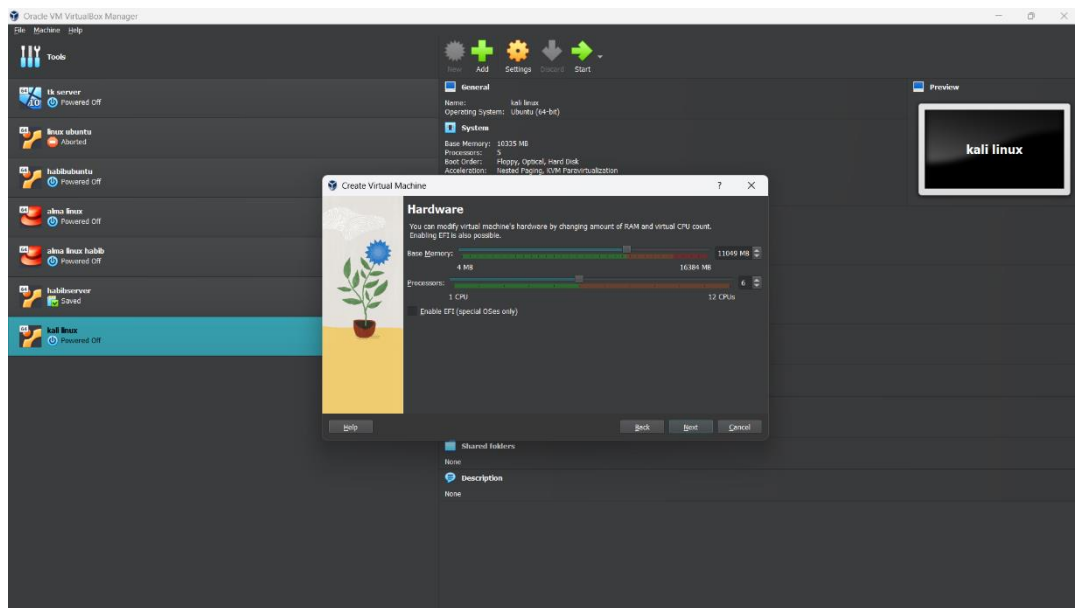 Oracle VM VirtualBox Manager
File Machine Help
Tools
New Add Settings Discard Start
tk server
Powered Off
linux ubuntu
Aborted
habibubuntu
Powered Off
alma linux
Powered Off
alma linux habib
Powered Off
habibserver
Saved
kali linux
Powered Off
General
Name: kali linux
Operating System: Ubuntu (64-bit)
System
Base Memory: 10335 MB
Processors: 5
Boot Order: Floppy, Optical, Hard Disk
Acceleration: Nested Paging, KVM Paravirtualization
Preview
kali linux
Create Virtual Machine
Hardware
You can modify virtual machine's hardware by changing amount of RAM and virtual CPU count.
Enabling EFI is also possible.
Base Memory: 11049 MB
4 MB 16384 MB
Processors: 6
1 CPU 12 CPUs
Enable EFI (special OSes only)
Help Back Next Cancel
Shared folders
None
Description
None